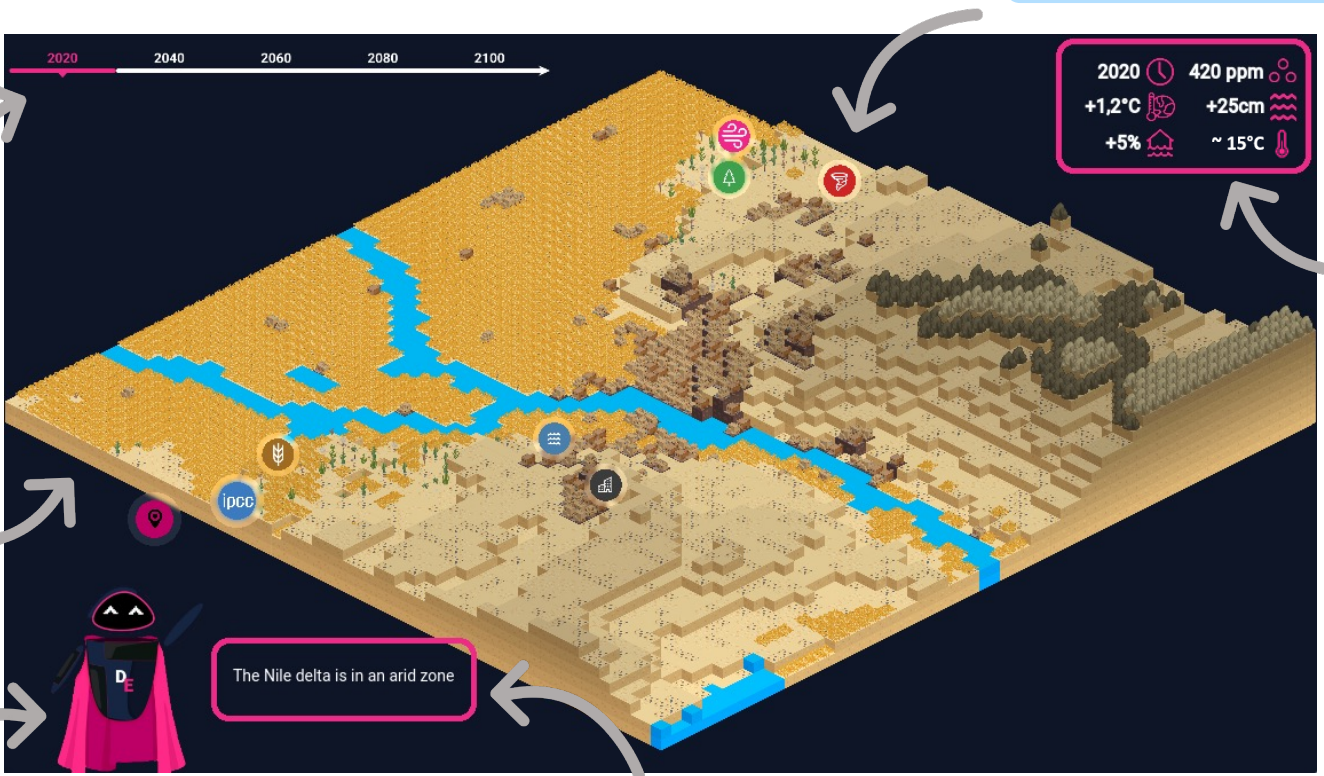 2020 2040 2060 2080 2100
2020 420 ppm
+1,2°C +25cm
+5% ~ 15°C
ipcc
DE
The Nile delta is in an arid zone